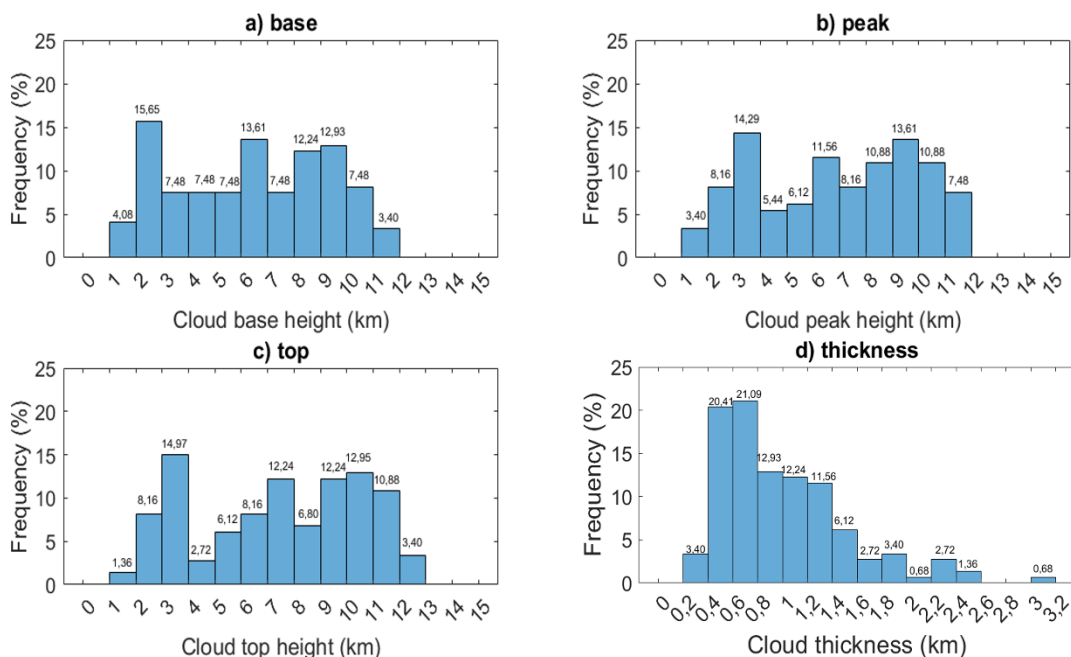 a) base
Frequency (%)
25
20
15
10
5
0
4,08 15,65 7,48 7,48 7,48 13,61 7,48 12,24 12,93 7,48 3,40
0 1 2 3 4 5 6 7 8 9 10 11 12 13 14 15
Cloud base height (km)
b) peak
Frequency (%)
25
20
15
10
5
0
3,40 8,16 14,29 5,44 6,12 11,56 8,16 10,88 13,61 10,88 7,48
0 1 2 3 4 5 6 7 8 9 10 11 12 13 14 15
Cloud peak height (km)
c) top
Frequency (%)
25
20
15
10
5
0
1,36 8,16 14,97 2,72 6,12 8,16 12,24 6,80 12,24 12,95 10,88 3,40
0 1 2 3 4 5 6 7 8 9 10 11 12 13 14 15
Cloud top height (km)
d) thickness
Frequency (%)
25
20
15
10
5
0
3,40 20,41 21,09 12,93 12,24 11,56 6,12 2,72 3,40 0,68 2,72 1,36 0,68
0 0,2 0,4 0,6 0,8 1 1,2 1,4 1,6 1,8 2 2,2 2,4 2,6 2,8 3 3,2
Cloud thickness (km)